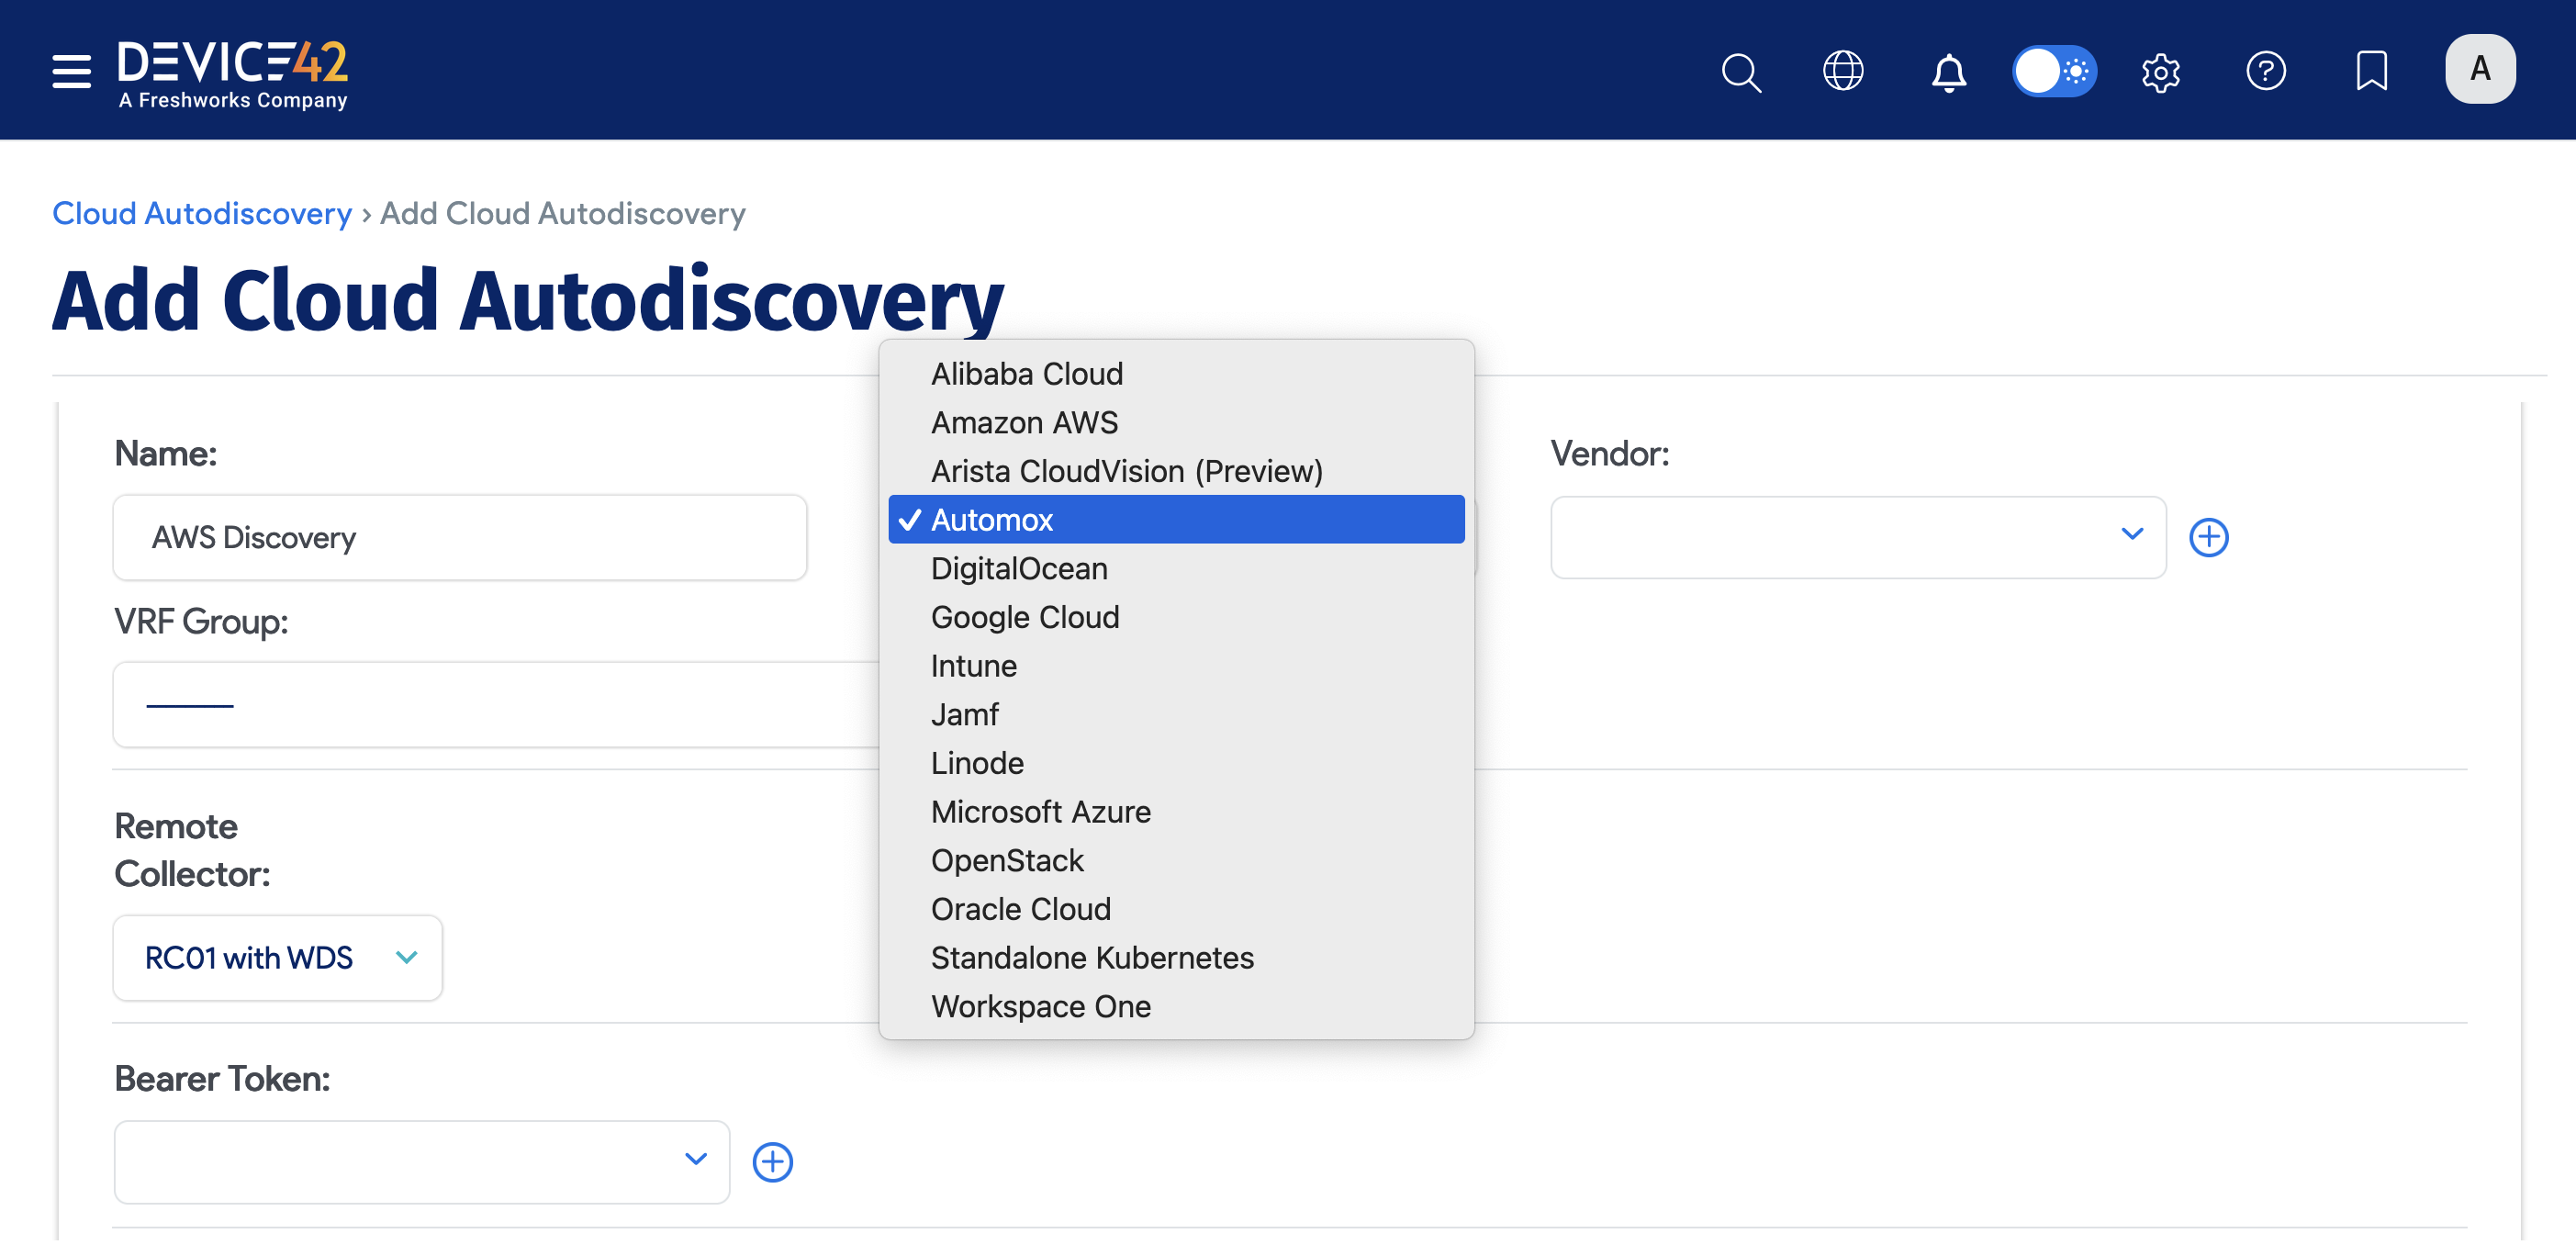 DEVICE42
A Freshworks Company
A
Cloud Autodiscovery › Add Cloud Autodiscovery
Add Cloud Autodiscovery
Name:
AWS Discovery
Alibaba Cloud
Amazon AWS
Arista CloudVision (Preview)
✓ Automox
DigitalOcean
Google Cloud
Intune
Jamf
Linode
Microsoft Azure
OpenStack
Oracle Cloud
Standalone Kubernetes
Workspace One
Vendor:
VRF Group:
Remote
Collector:
RC01 with WDS
Bearer Token: